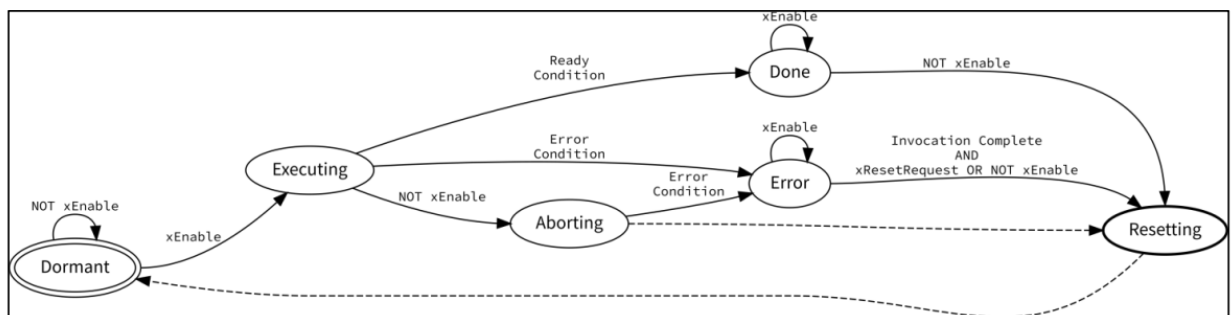 xEnable
Ready
Condition
Done
NOT xEnable
Executing
Error
Condition
xEnable
Error
Invocation Complete
AND
xResetRequest OR NOT xEnable
Error
Condition
NOT xEnable
Aborting
Resetting
NOT xEnable
xEnable
Dormant